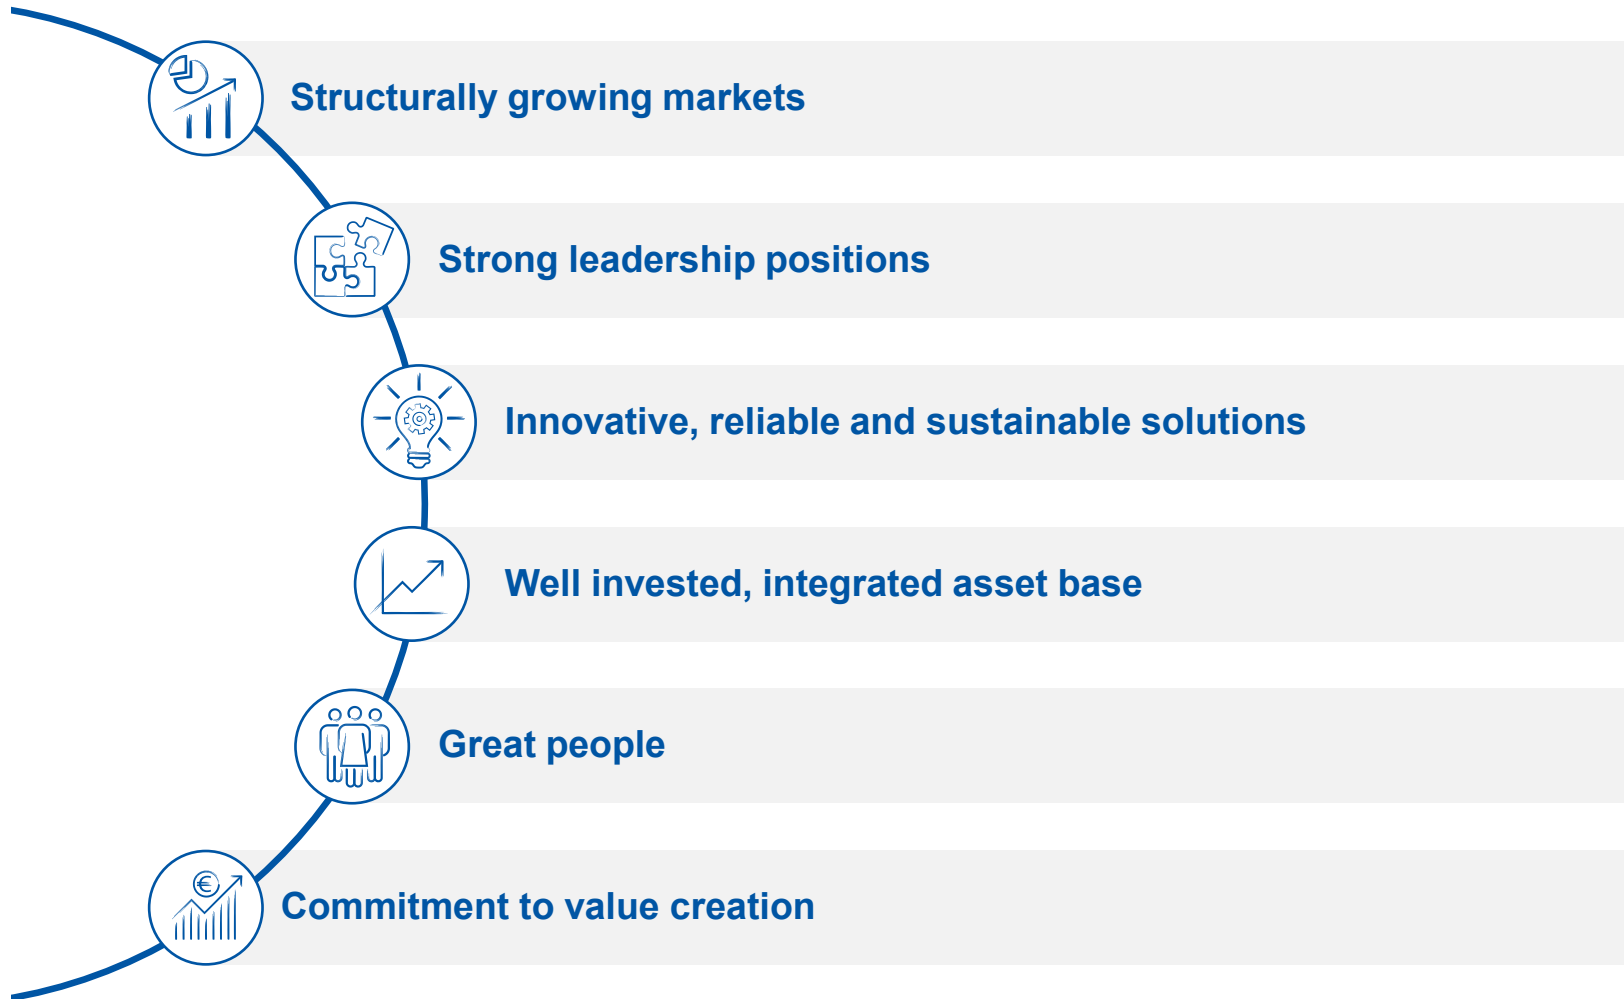 Structurally growing markets
Strong leadership positions
Innovative, reliable and sustainable solutions
Well invested, integrated asset base
Great people
€
Commitment to value creation